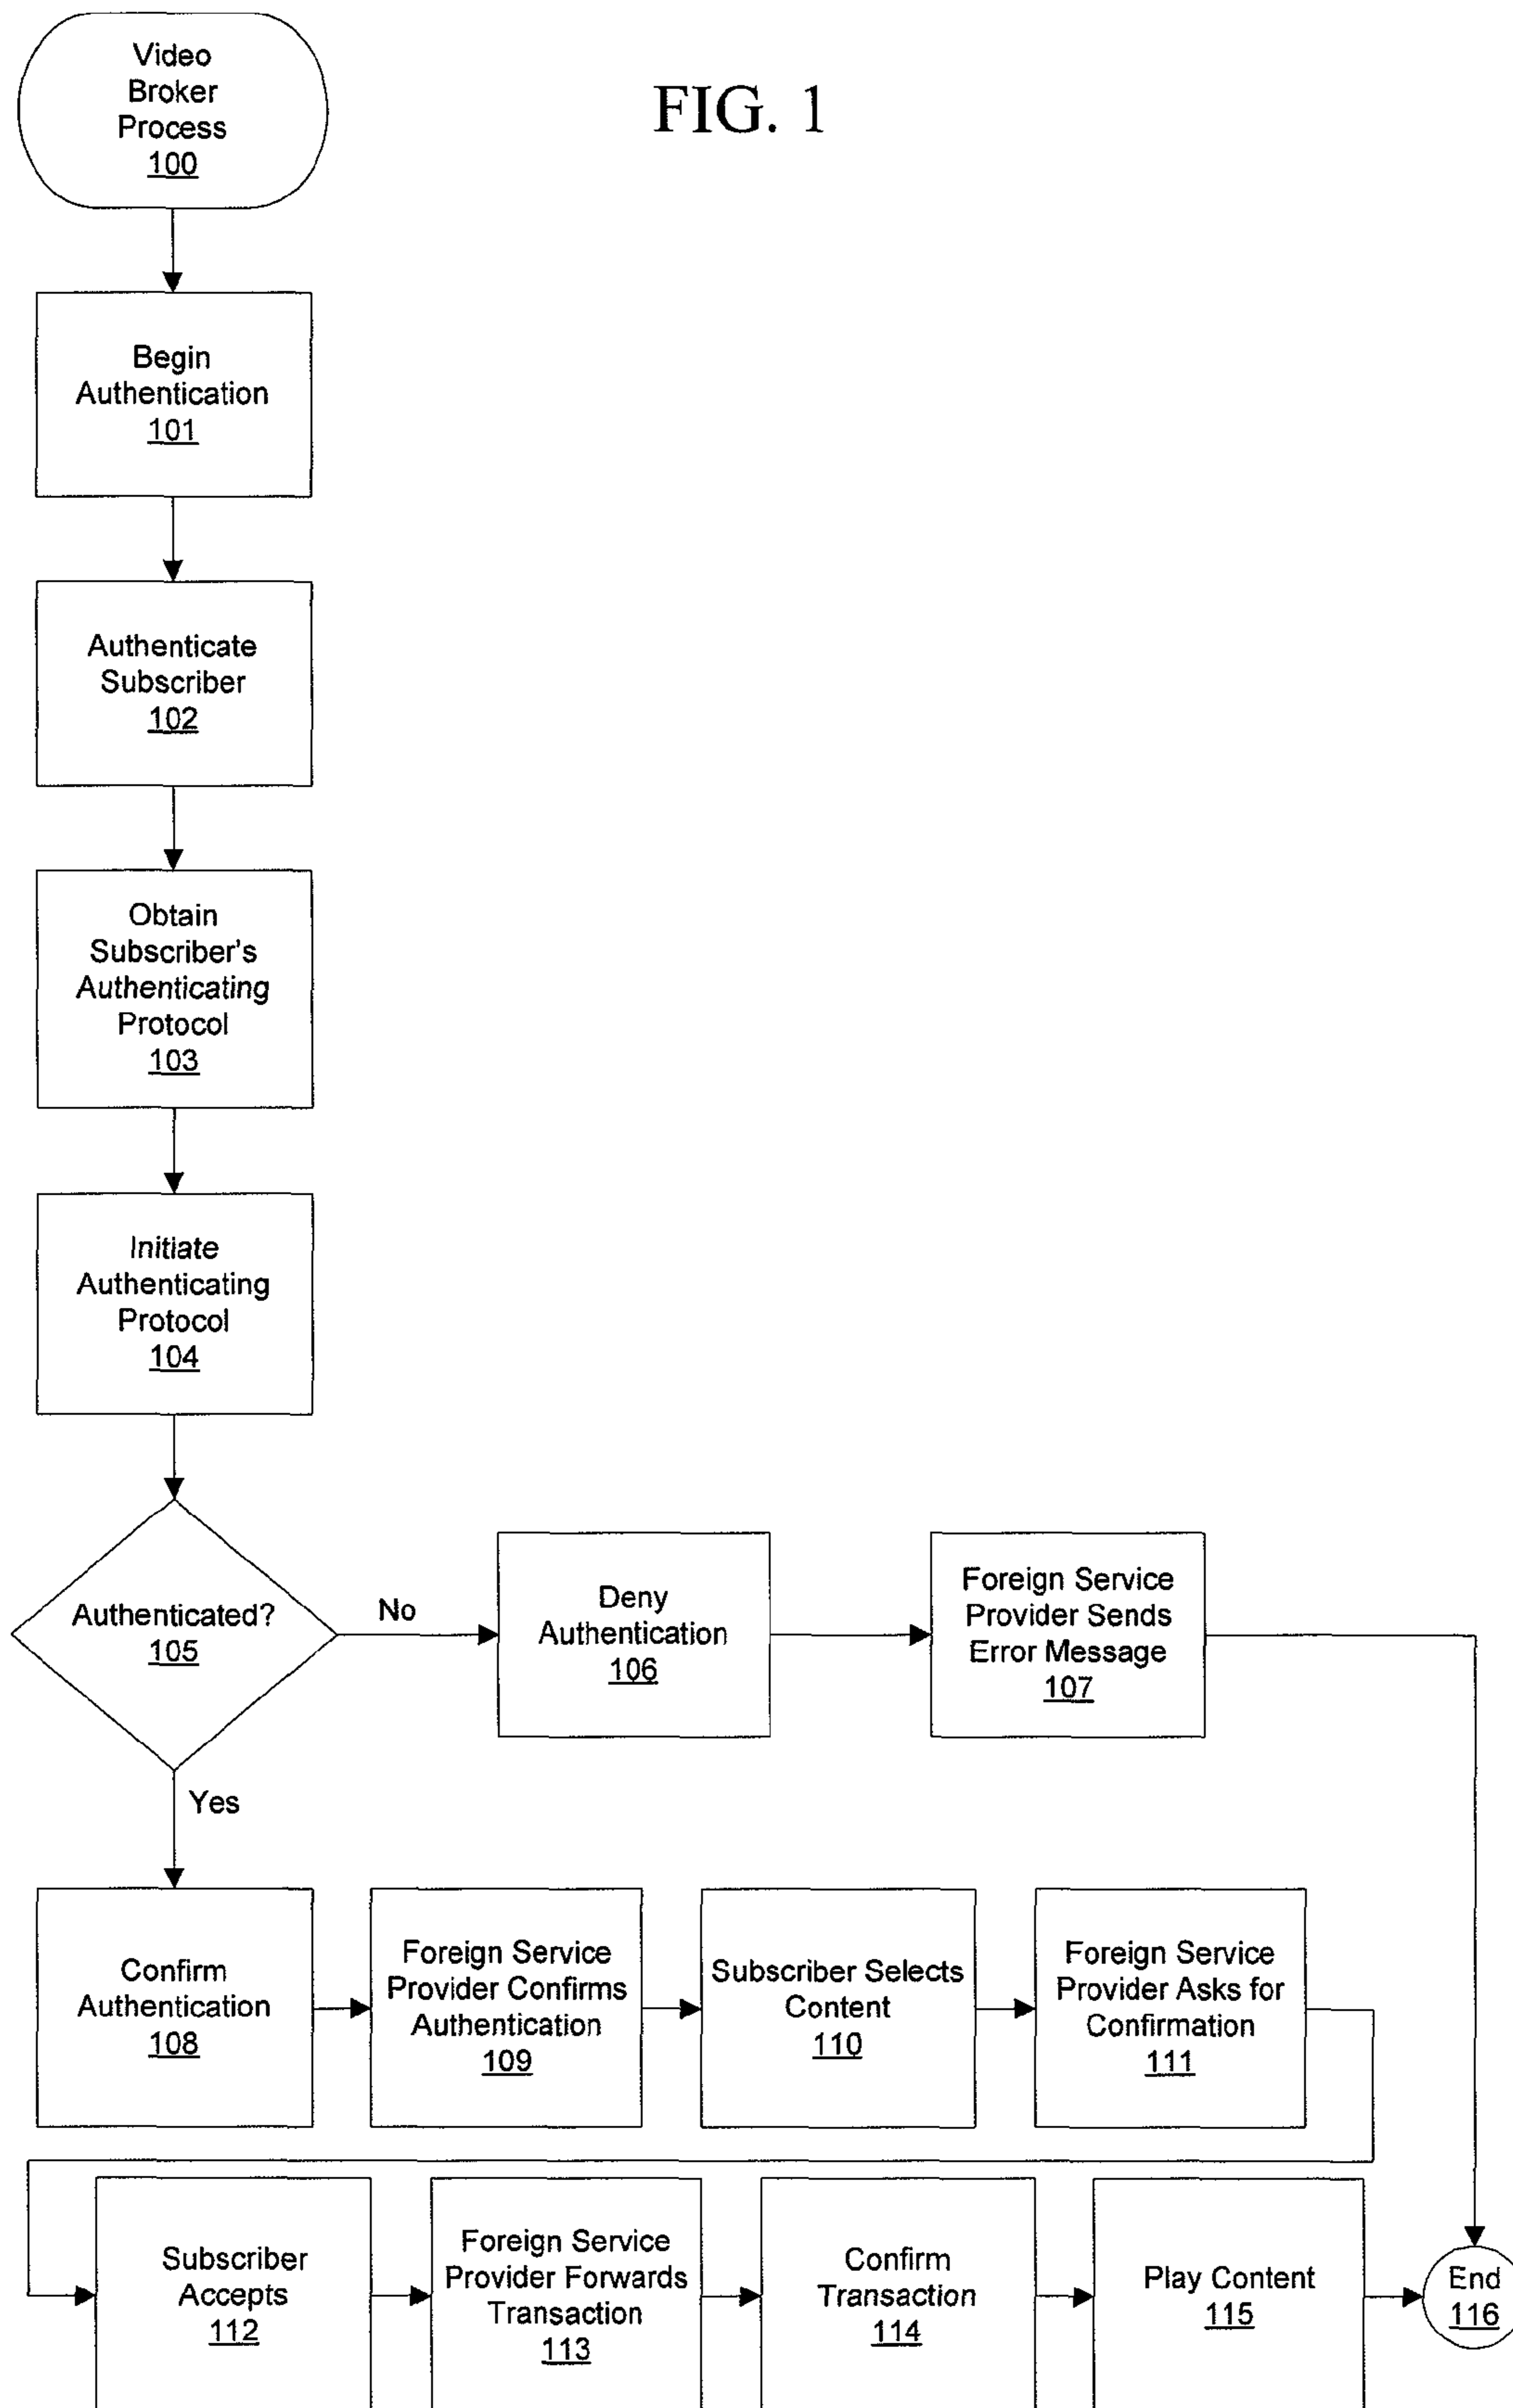 Video
Broker
Process
100
FIG. 1
Begin
Authentication
101
Authenticate
Subscriber
102
Obtain
Subscriber's
Authenticating
Protocol
103
Initiate
Authenticating
Protocol
104
Authenticated?
105
No
Deny
Authentication
106
Foreign Service
Provider Sends
Error Message
107
Yes
Confirm
Authentication
108
Foreign Service
Provider Confirms
Authentication
109
Subscriber Selects
Content
110
Foreign Service
Provider Asks for
Confirmation
111
Subscriber
Accepts
112
Foreign Service
Provider Forwards
Transaction
113
Confirm
Transaction
114
Play Content
115
End
116